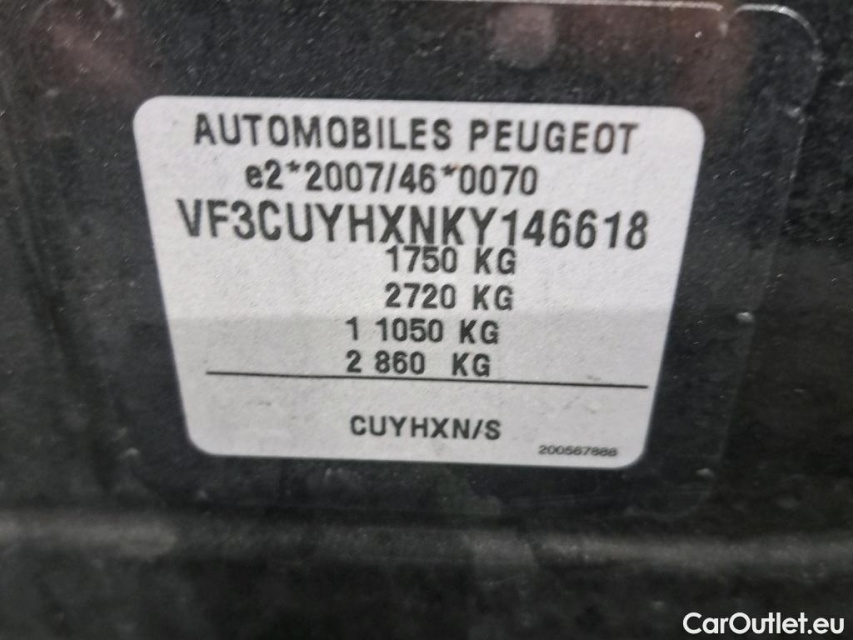 AUTOMOBILES PEUGEOT
e2*2007/46*0070
VF3CUYHXNKY146618
1750 KG
2720 KG
1 1050 KG
2 860 KG
CUYHXN/S
200567888
CarOutlet.eu